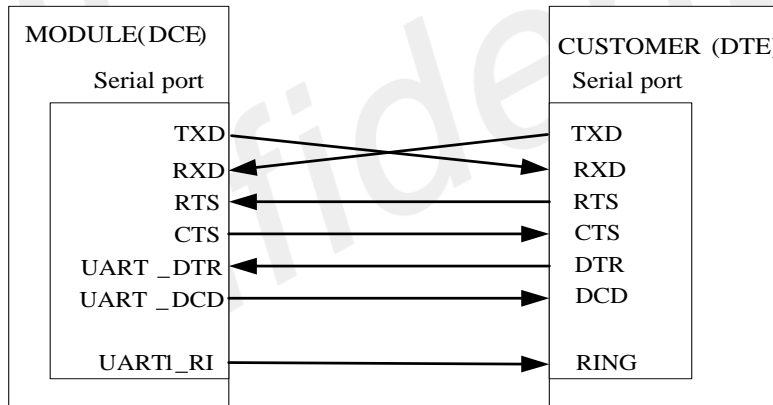 MODULE(DCE)
Serial port
TXD
RXD
RTS
CTS
UART _DTR
UART _DCD
UART1_RI
CUSTOMER (DTE)
Serial port
TXD
RXD
RTS
CTS
DTR
DCD
RING